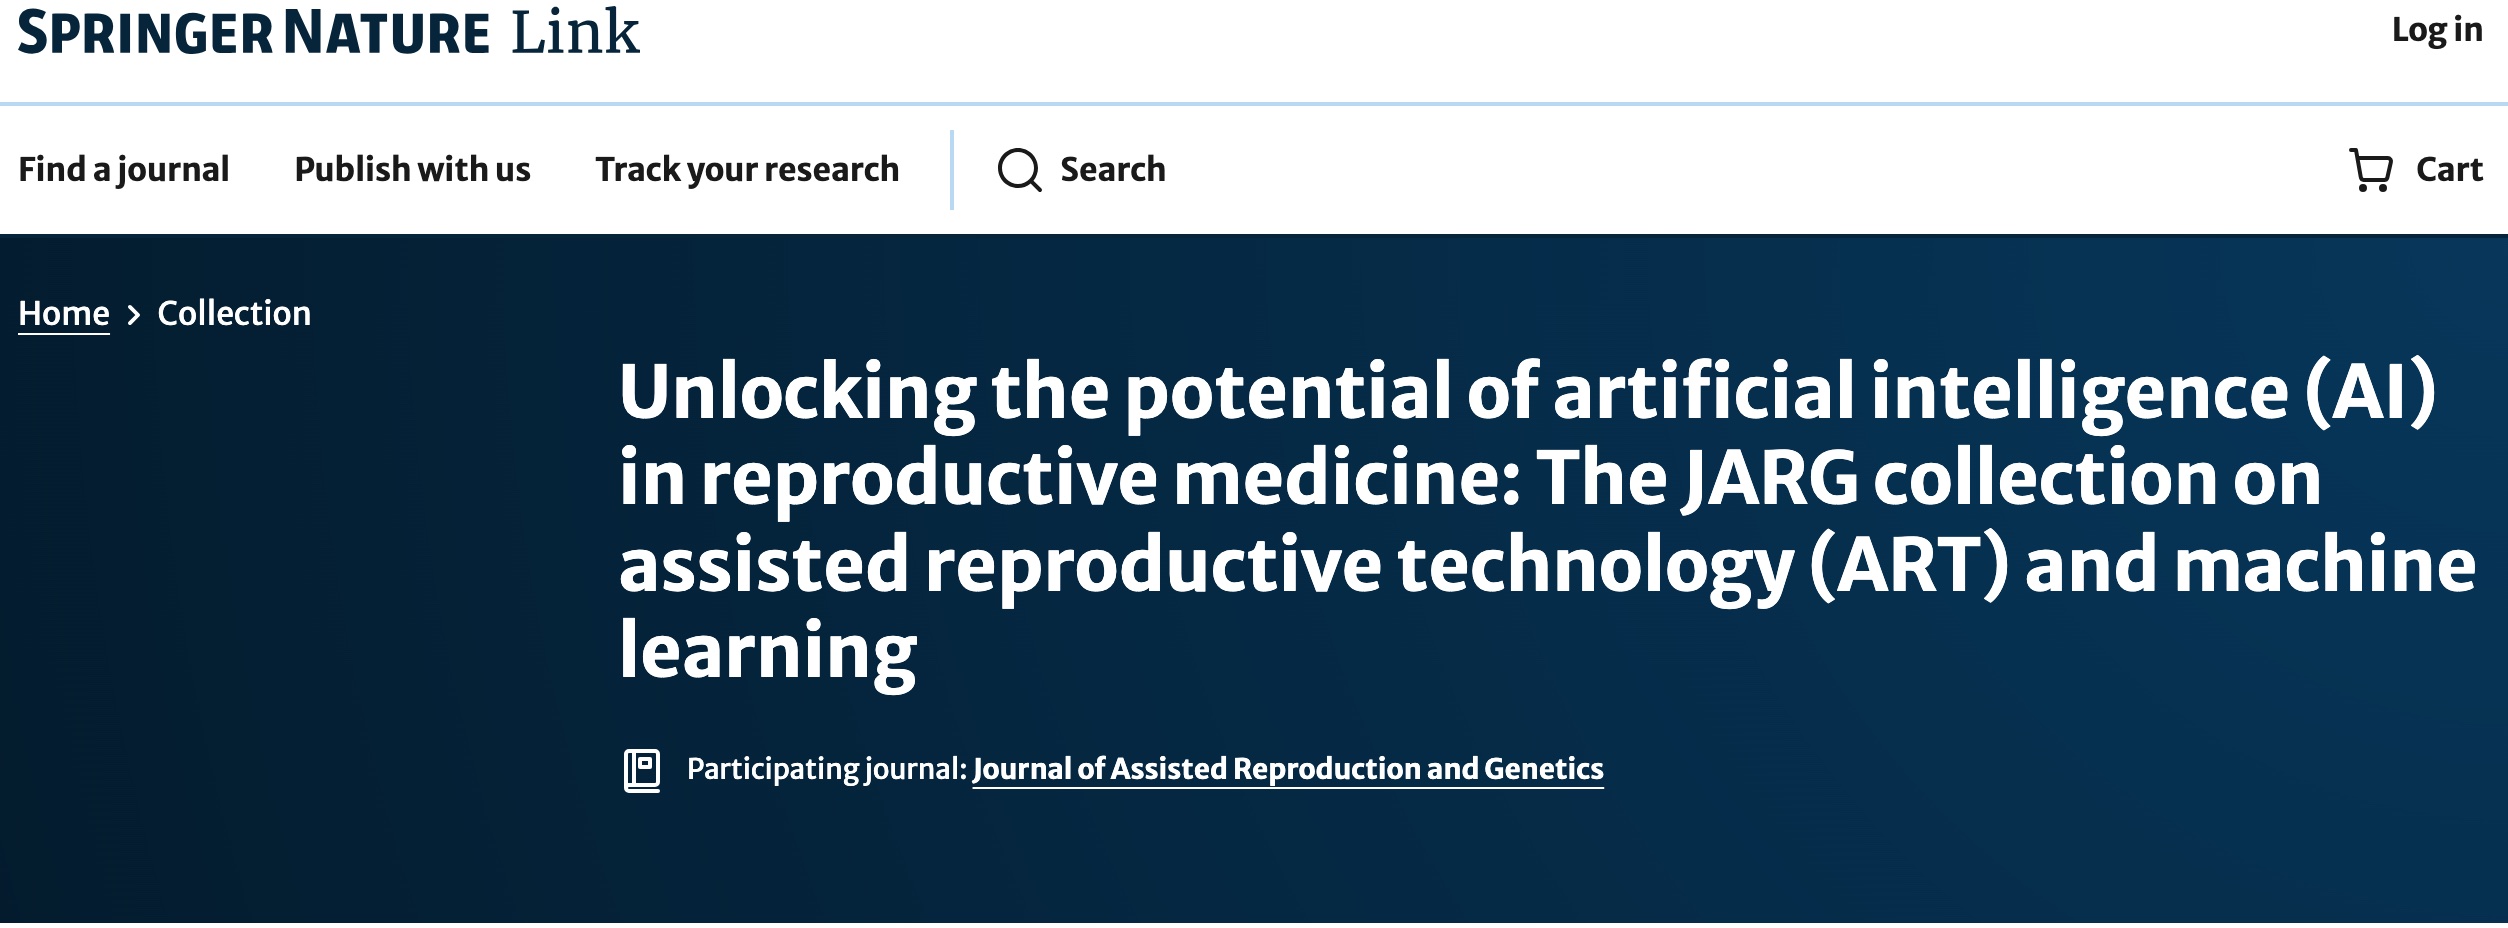 SPRINGER NATURE Link
Log in
Find a journal
Publish with us
Track your research
Search
Cart
Home > Collection
Unlocking the potential of artificial intelligence (AI)
in reproductive medicine: The JARG collection on
assisted reproductive technology (ART) and machine
learning
Participating journal: Journal of Assisted Reproduction and Genetics